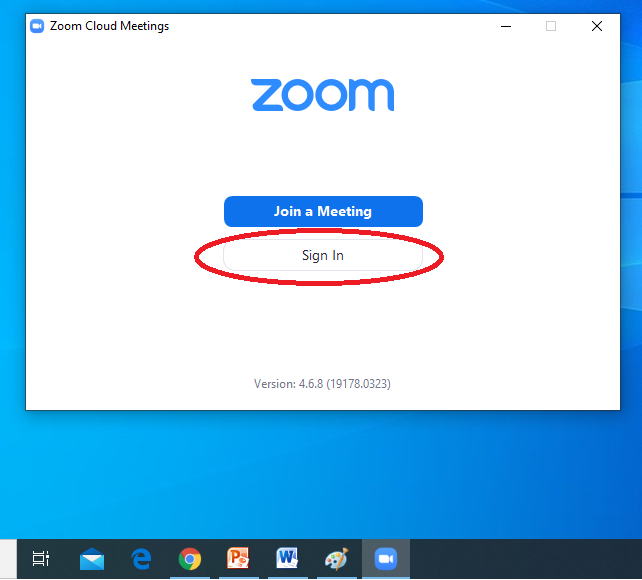 Zoom Cloud Meetings
zoom
Join a Meeting
Sign In
Version: 4.6.8 (19178.0323)